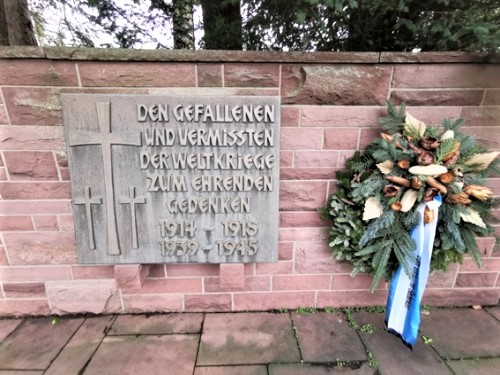 DEN GEFALLENEN
UND VERMISSTEN
DER WELTKRIEGE
ZUM EHRENDEN
GEDENKEN
1914 - 1918
1939 - 1945